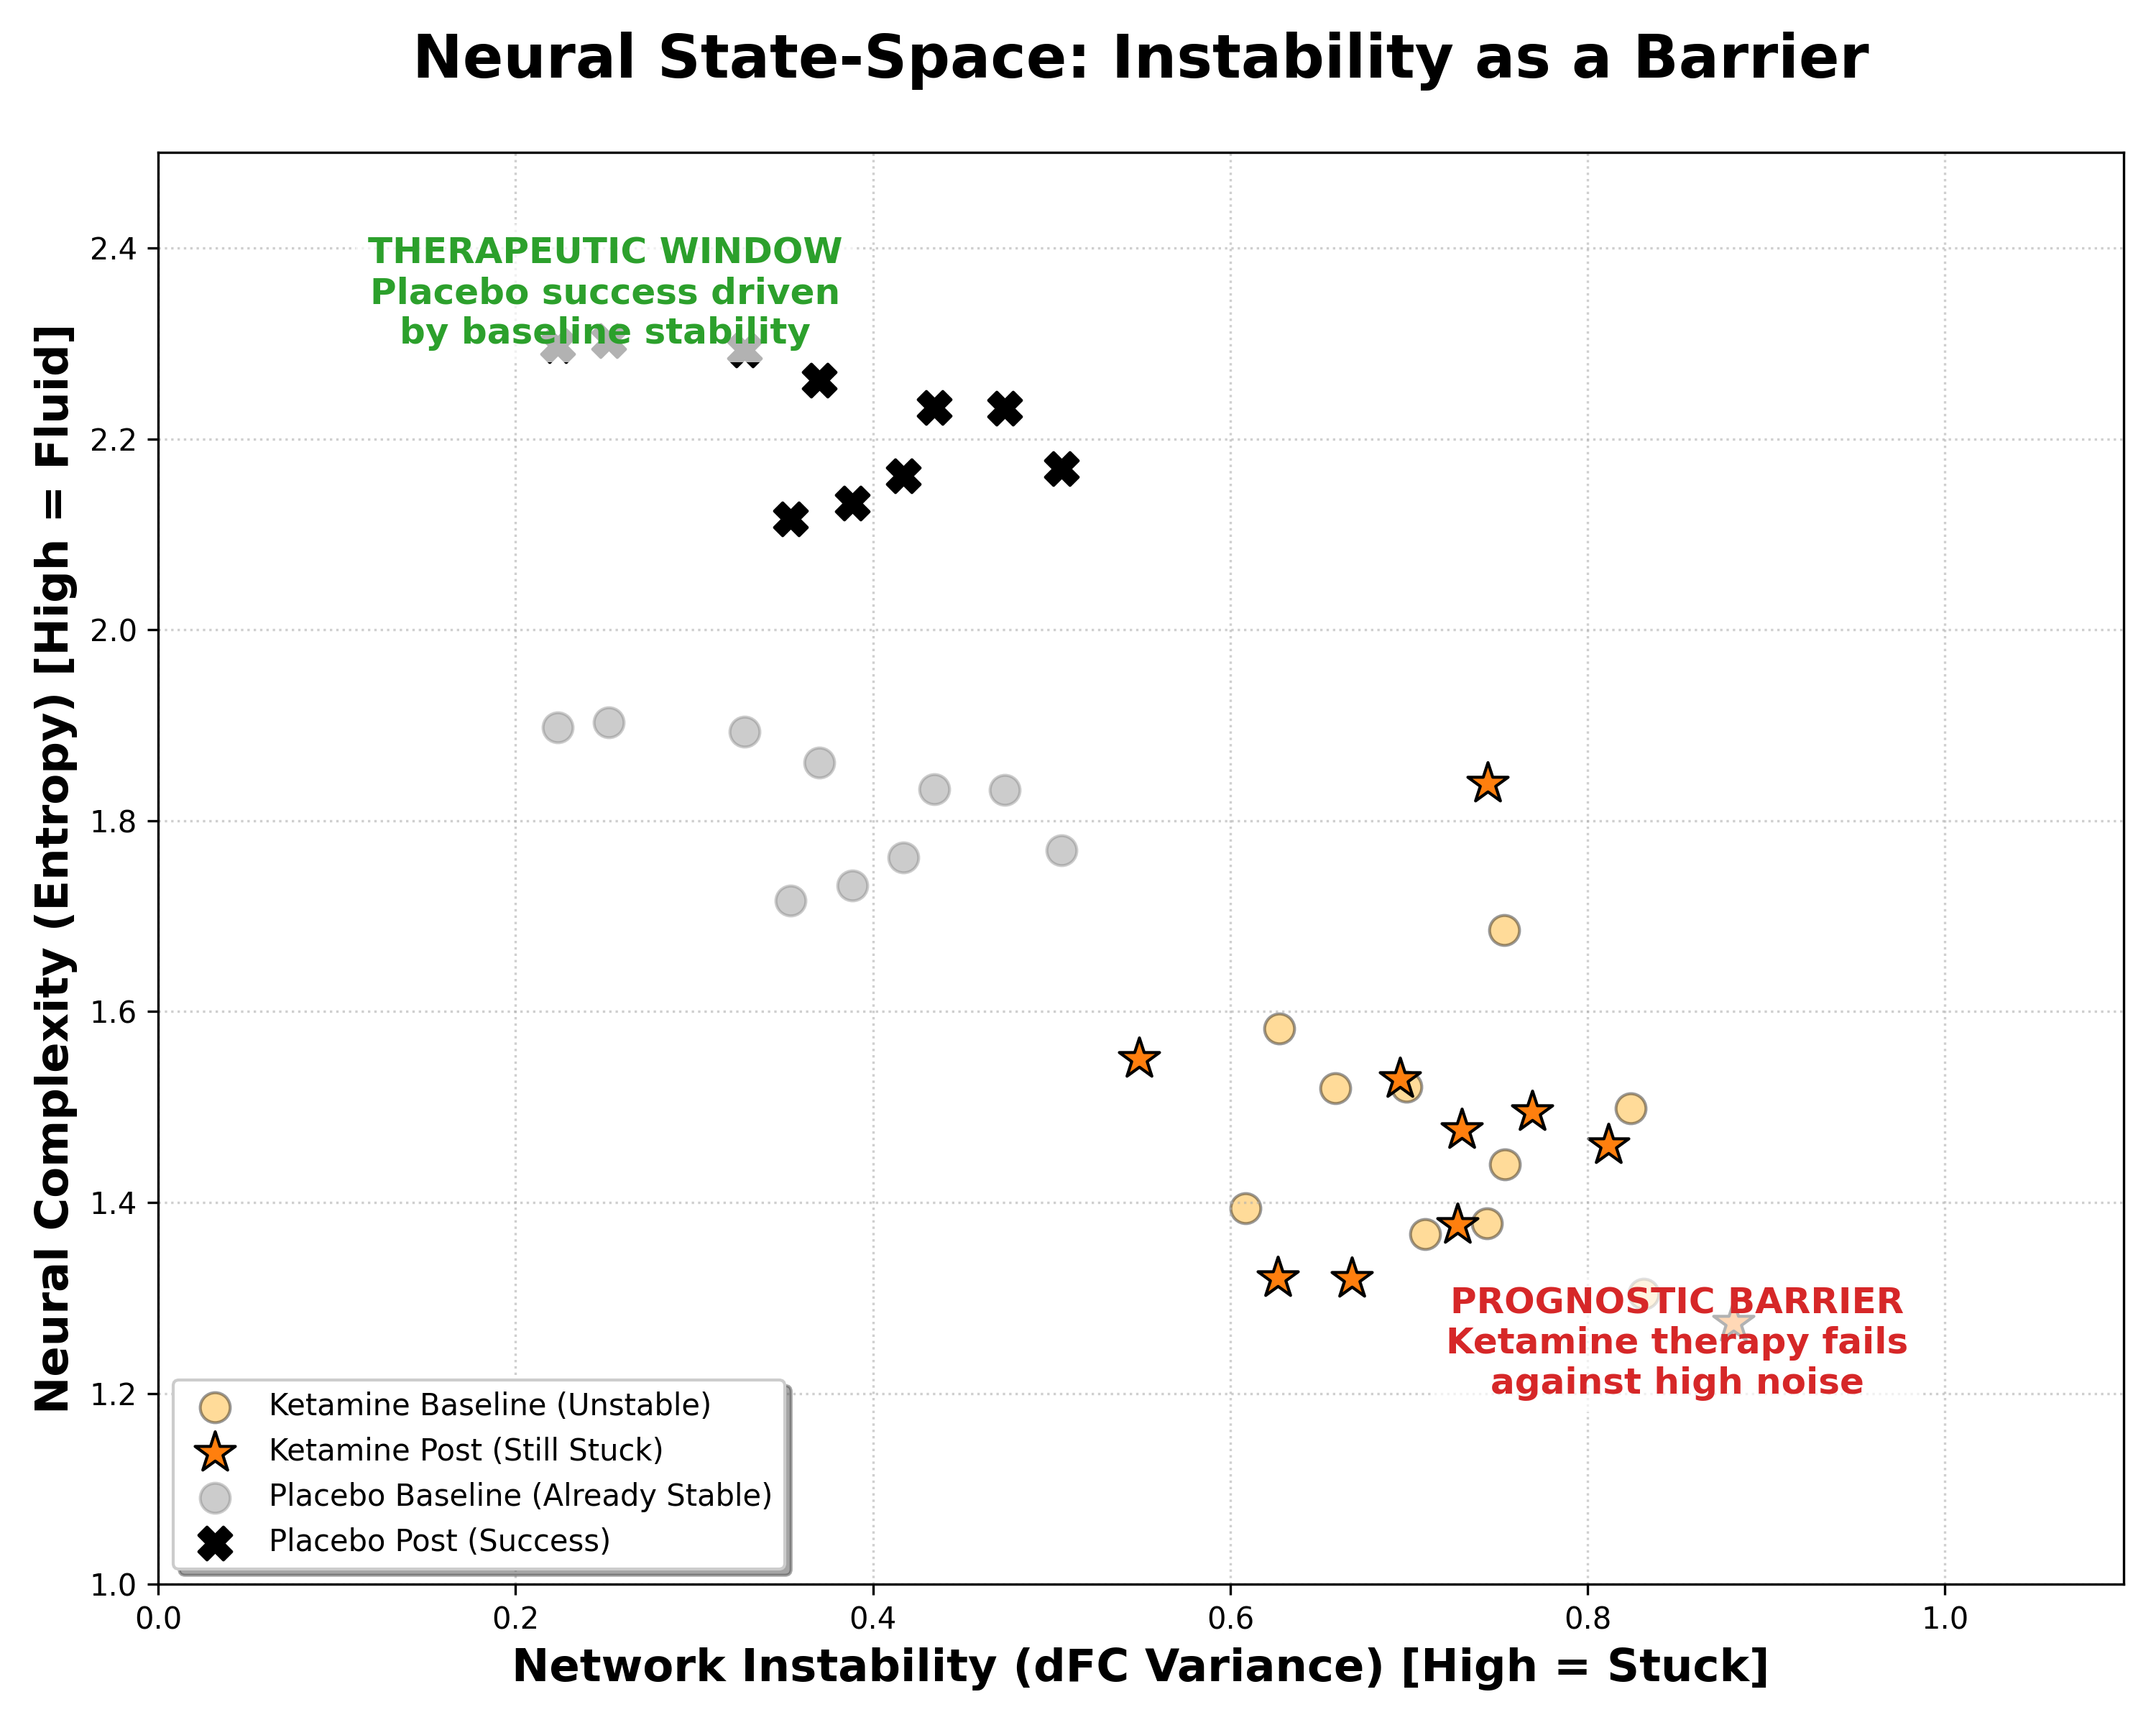 Neural State-Space: Instability as a Barrier
Neural Complexity (Entropy) [High = Fluid]
2.4
2.2
2.0
1.8
1.6
1.4
1.2
1.0
THERAPEUTIC WINDOW
Placebo success driven
by baseline stability
PROGNOSTIC BARRIER
Ketamine therapy fails
against high noise
Ketamine Baseline (Unstable)
Ketamine Post (Still Stuck)
Placebo Baseline (Already Stable)
Placebo Post (Success)
0.0 0.2 0.4 0.6 0.8 1.0
Network Instability (dFC Variance) [High = Stuck]